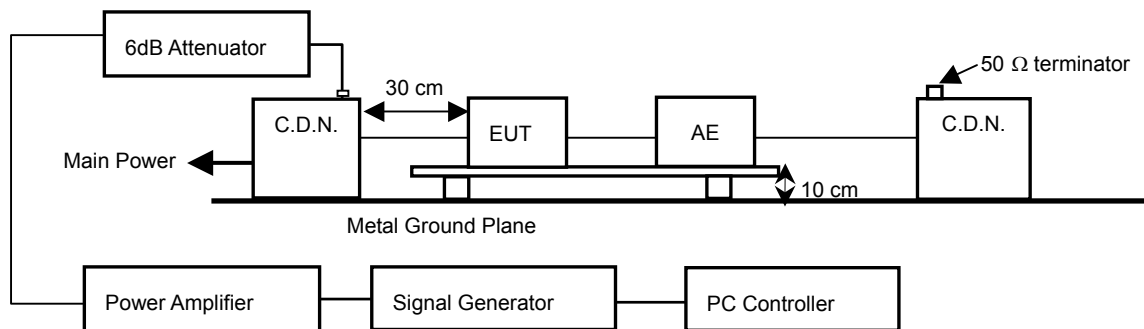 6dB Attenuator
50 Ω terminator
30 cm
C.D.N.
EUT
AE
C.D.N.
Main Power
10 cm
Metal Ground Plane
Power Amplifier
Signal Generator
PC Controller